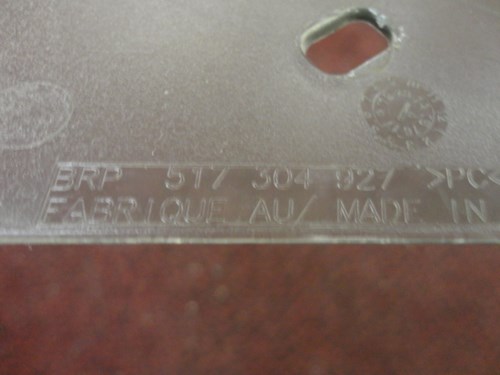 BRP 517 304 927 >PC<
FABRIQUE AU/ MADE IN